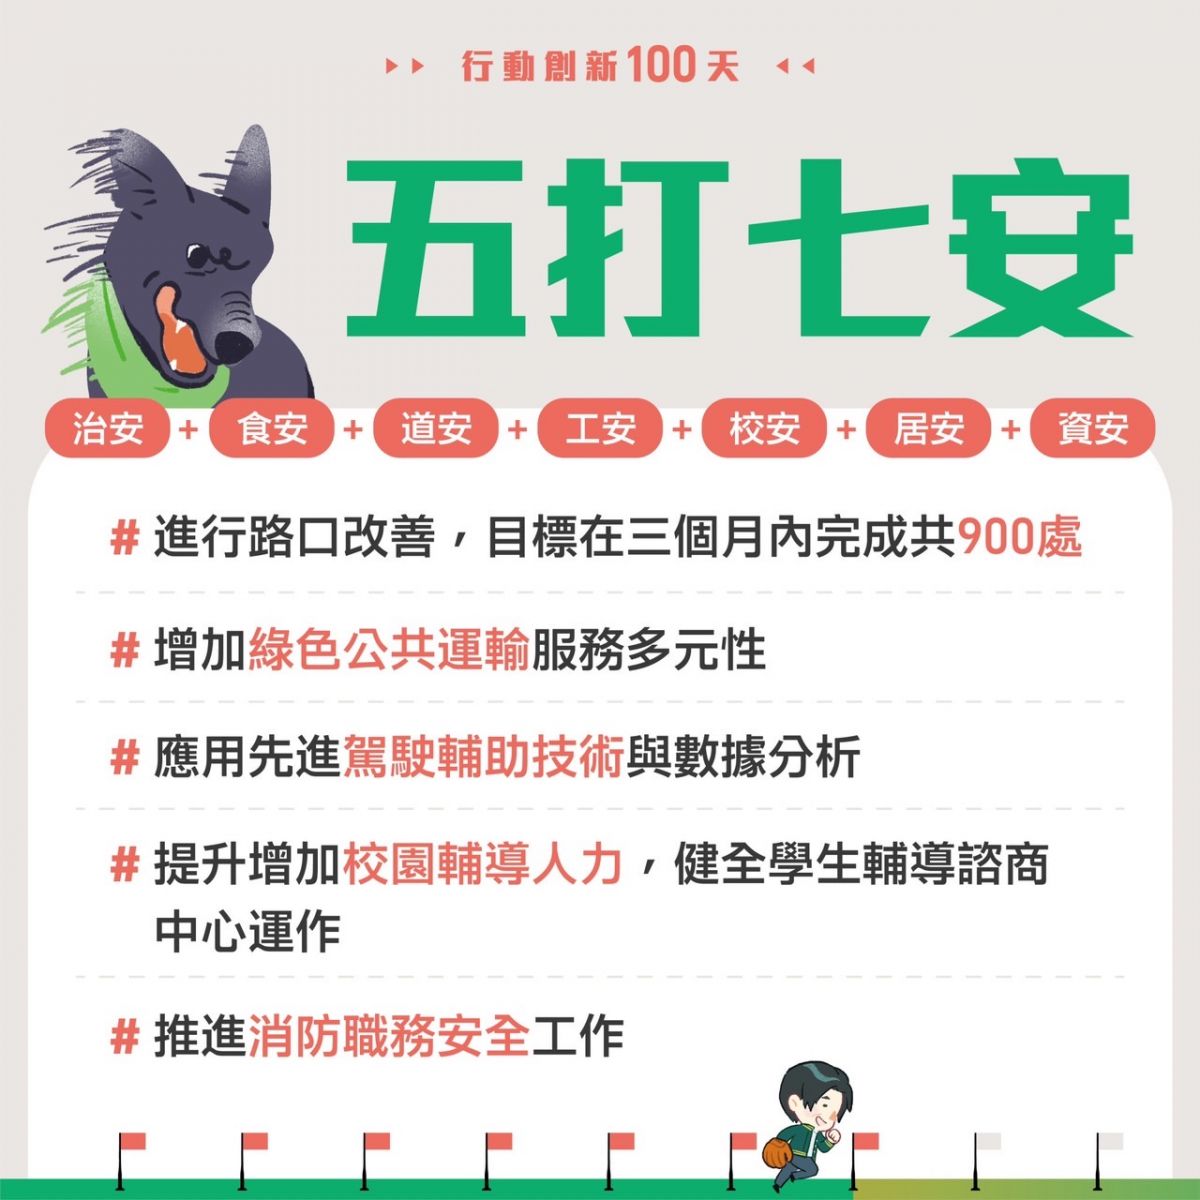 行動創新100天
五打七安
治安 + 食安 + 道安 + 工安 + 校安 + 居安 + 資安
# 進行路口改善，目標在三個月內完成共900處
# 增加綠色公共運輸服務多元性
# 應用先進駕駛輔助技術與數據分析
# 提升增加校園輔導人力，健全學生輔導諮商
中心運作
# 推進消防職務安全工作